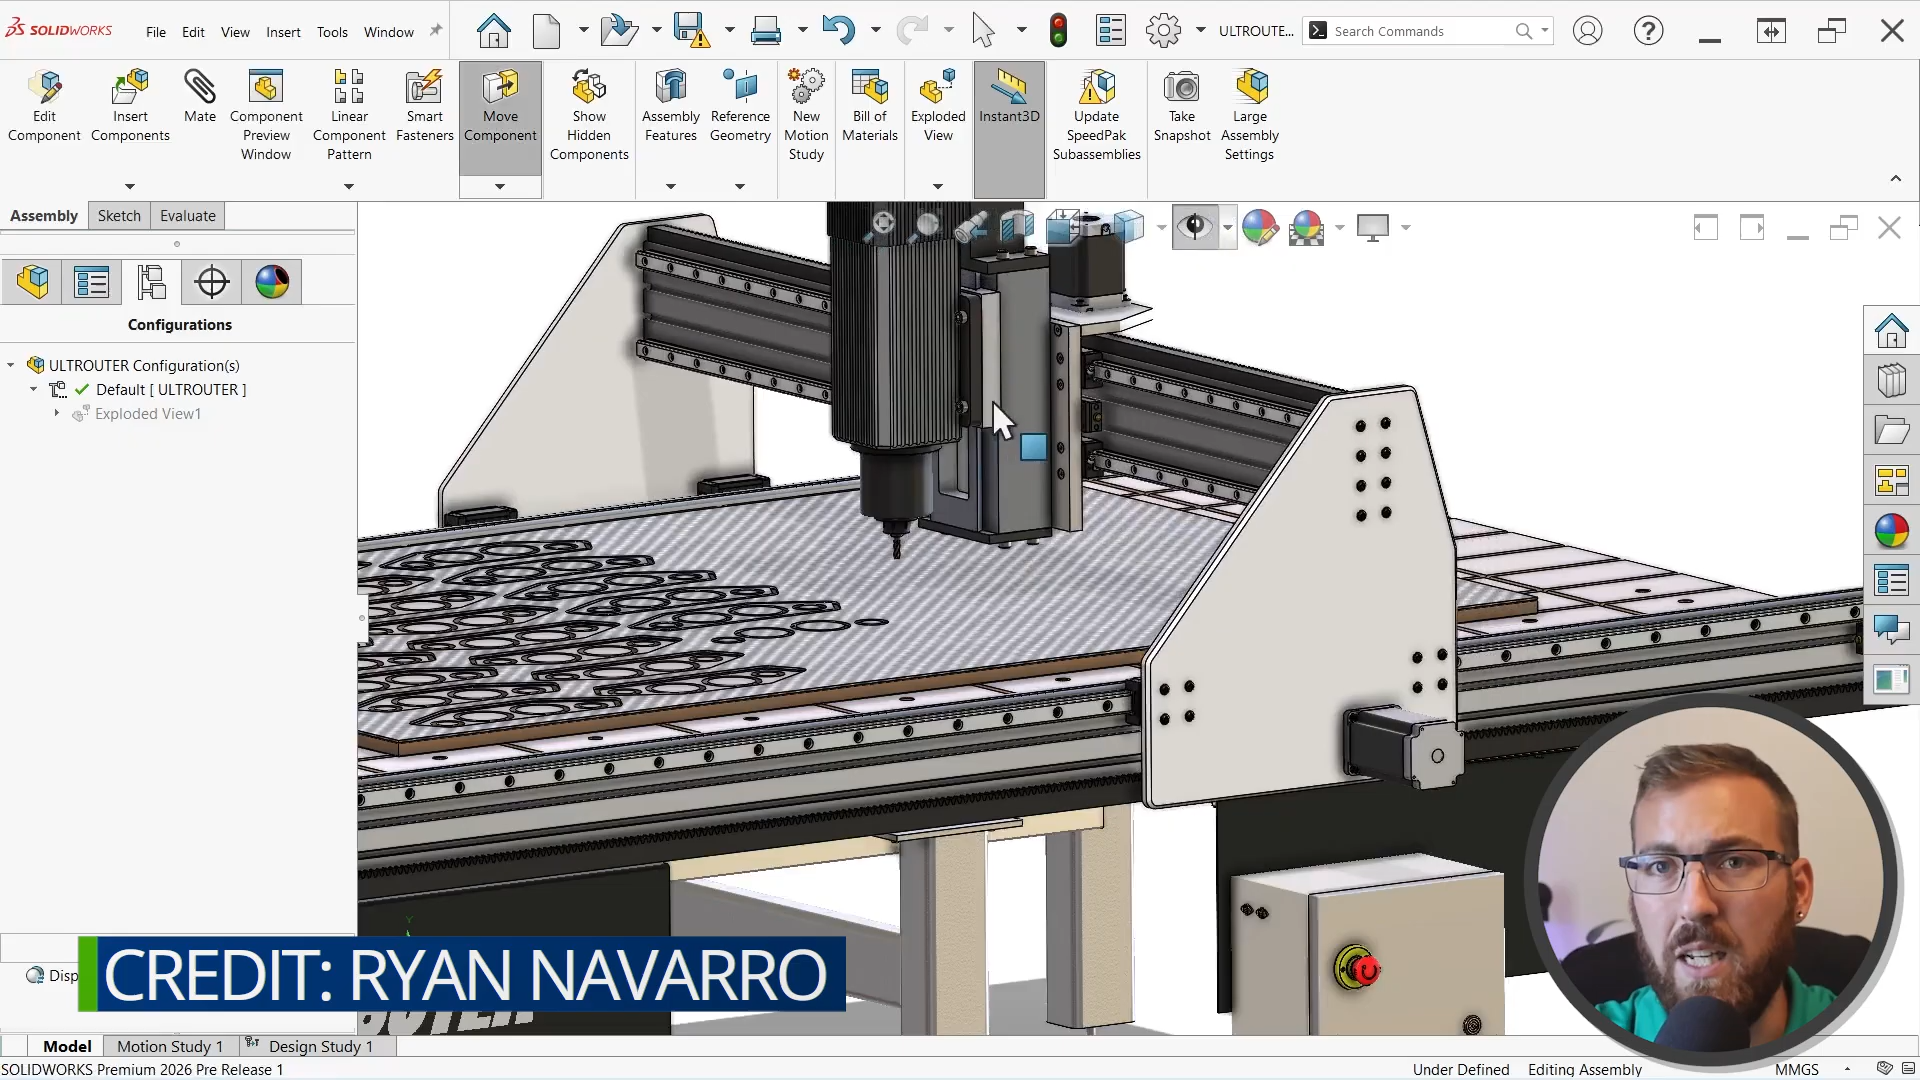 SOLIDWORKS
File Edit View Insert Tools Window
ULTROUTE...
Search Commands
Edit Component
Insert Components
Mate
Component Preview Window
Linear Component Pattern
Smart Fasteners
Move Component
Show Hidden Components
Assembly Features
Reference Geometry
New Motion Study
Bill of Materials
Exploded View
Instant3D
Update SpeedPak Subassemblies
Take Snapshot
Large Assembly Settings
Assembly Sketch Evaluate
Configurations
ULTROUTER Configuration(s)
Default [ ULTROUTER ]
Exploded View1
Y
Disp
CREDIT: RYAN NAVARRO
Model Motion Study 1 Design Study 1
SOLIDWORKS Premium 2026 Pre Release 1
Under Defined Editing Assembly MMGS